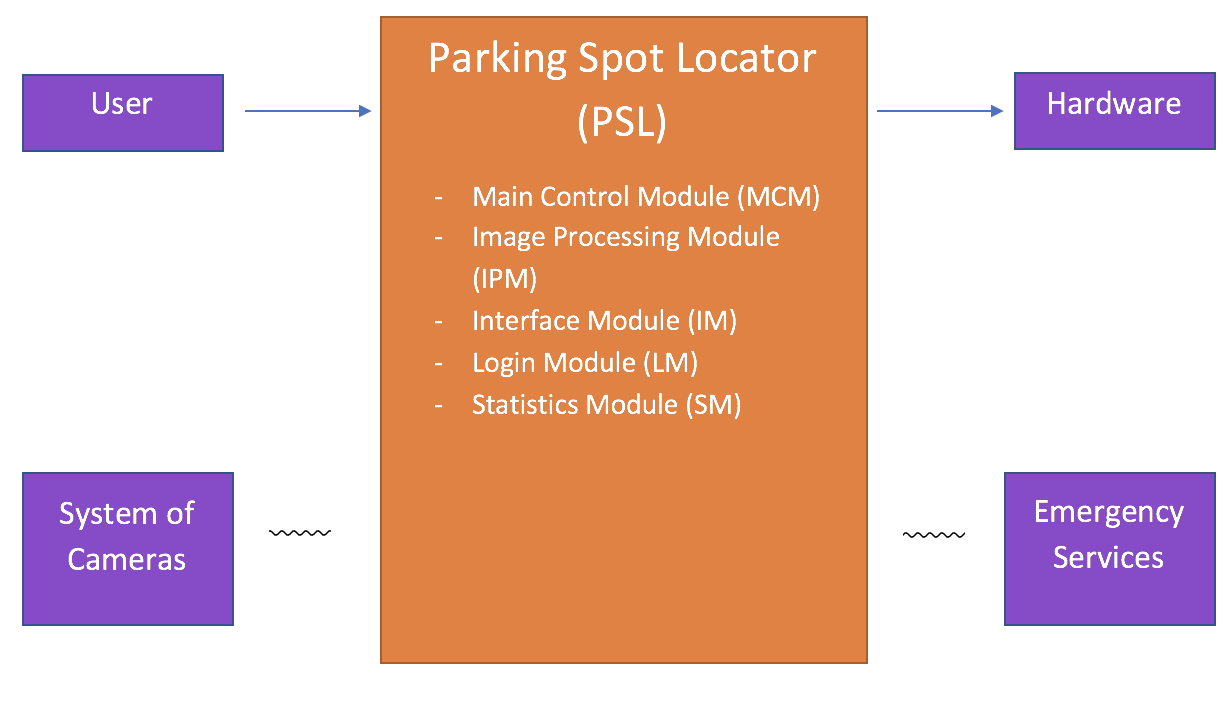 User
Parking Spot Locator
(PSL)
- Main Control Module (MCM)
- Image Processing Module
(IPM)
- Interface Module (IM)
- Login Module (LM)
- Statistics Module (SM)
Hardware
System of
Cameras
Emergency
Services